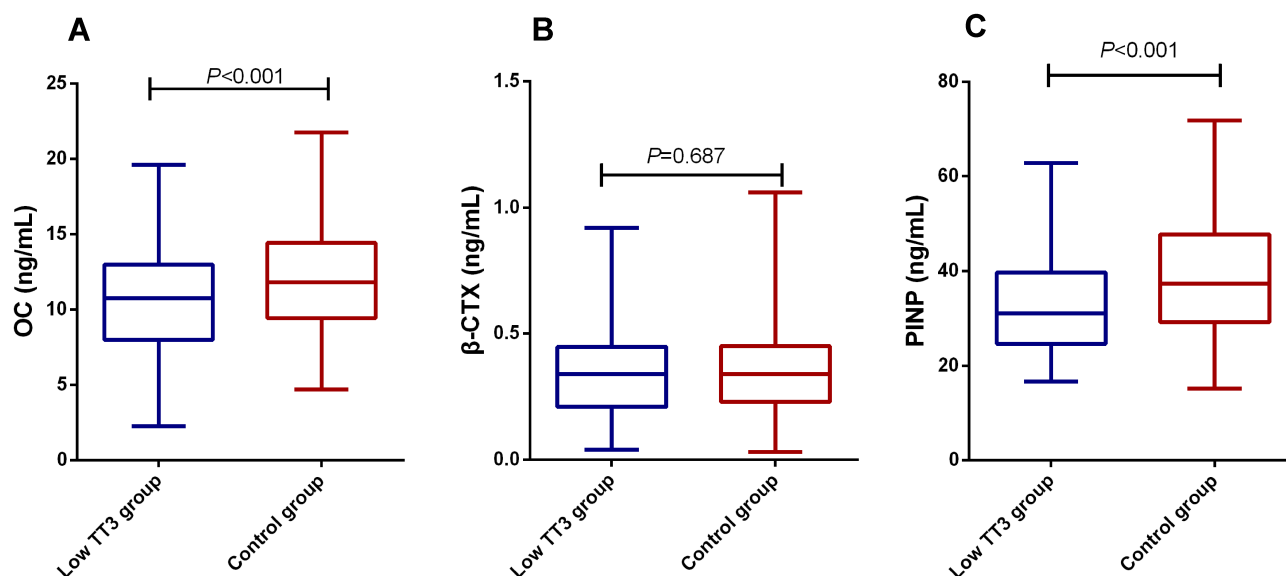 A
P<0.001
OC (ng/mL)
25
20
15
10
5
0
Low TT3 group
Control group
B
P=0.687
β-CTX (ng/mL)
1.5
1.0
0.5
0.0
Low TT3 group
Control group
C
P<0.001
PINP (ng/mL)
80
60
40
20
0
Low TT3 group
Control group